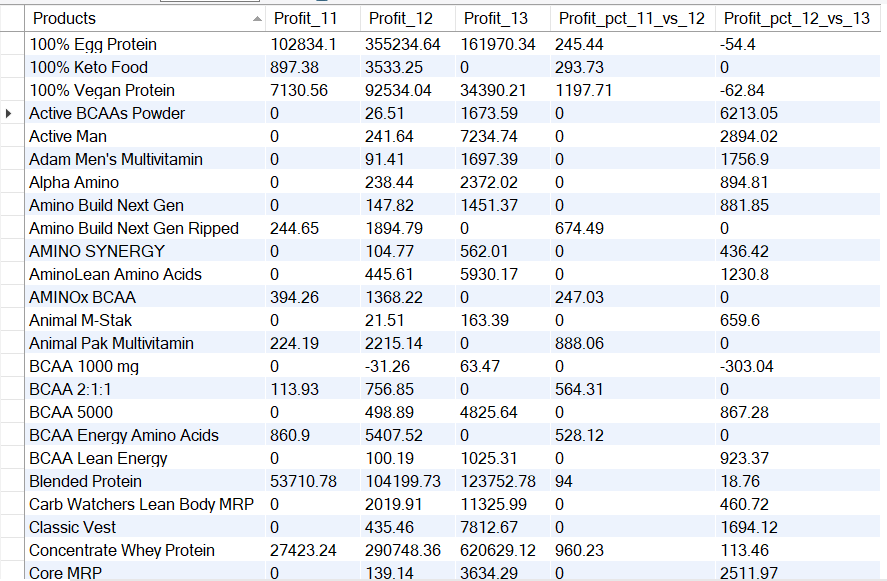 Products Profit_11 Profit_12 Profit_13 Profit_pct_11_vs_12 Profit_pct_12_vs_13
100% Egg Protein 102834.1 355234.64 161970.34 245.44 -54.4
100% Keto Food 897.38 3533.25 0 293.73 0
100% Vegan Protein 7130.56 92534.04 34390.21 1197.71 -62.84
Active BCAAs Powder 0 26.51 1673.59 0 6213.05
Active Man 0 241.64 7234.74 0 2894.02
Adam Men's Multivitamin 0 91.41 1697.39 0 1756.9
Alpha Amino 0 238.44 2372.02 0 894.81
Amino Build Next Gen 0 147.82 1451.37 0 881.85
Amino Build Next Gen Ripped 244.65 1894.79 0 674.49 0
AMINO SYNERGY 0 104.77 562.01 0 436.42
AminoLean Amino Acids 0 445.61 5930.17 0 1230.8
AMINOx BCAA 394.26 1368.22 0 247.03 0
Animal M-Stak 0 21.51 163.39 0 659.6
Animal Pak Multivitamin 224.19 2215.14 0 888.06 0
BCAA 1000 mg 0 -31.26 63.47 0 -303.04
BCAA 2:1:1 113.93 756.85 0 564.31 0
BCAA 5000 0 498.89 4825.64 0 867.28
BCAA Energy Amino Acids 860.9 5407.52 0 528.12 0
BCAA Lean Energy 0 100.19 1025.31 0 923.37
Blended Protein 53710.78 104199.73 123752.78 94 18.76
Carb Watchers Lean Body MRP 0 2019.91 11325.99 0 460.72
Classic Vest 0 435.46 7812.67 0 1694.12
Concentrate Whey Protein 27423.24 290748.36 620629.12 960.23 113.46
Core MRP 0 139.14 3634.29 0 2511.97